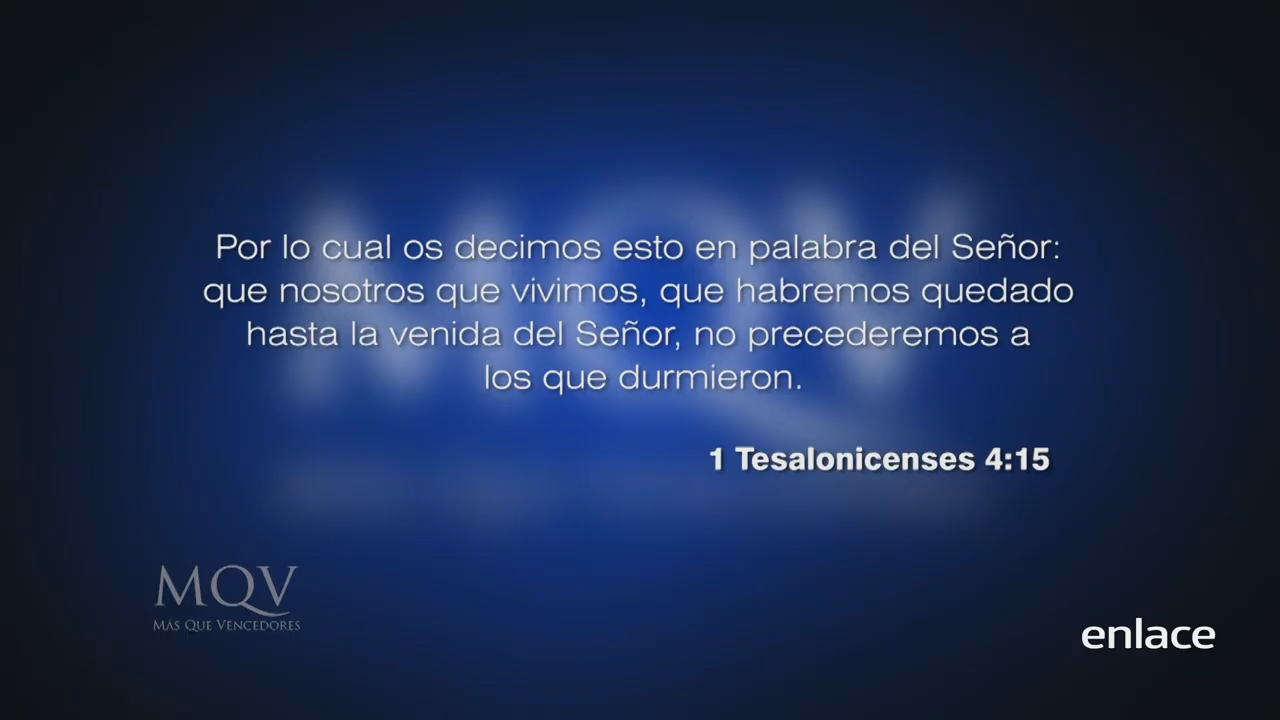 Por lo cual os decimos esto en palabra del Señor:
que nosotros que vivimos, que habremos quedado
hasta la venida del Señor, no precederemos a
los que durmieron.
1 Tesalonicenses 4:15
MQV
MÁS QUE VENCEDORES
enlace